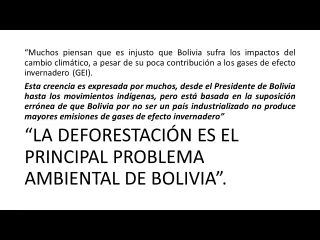 “Muchos piensan que es injusto que Bolivia sufra los impactos del
cambio climático, a pesar de su poca contribución a los gases de efecto
invernadero (GEI).
Esta creencia es expresada por muchos, desde el Presidente de Bolivia
hasta los movimientos indígenas, pero está basada en la suposición
errónea de que Bolivia por no ser un país industrializado no produce
mayores emisiones de gases de efecto invernadero”
“LA DEFORESTACIÓN ES EL
PRINCIPAL PROBLEMA
AMBIENTAL DE BOLIVIA”.